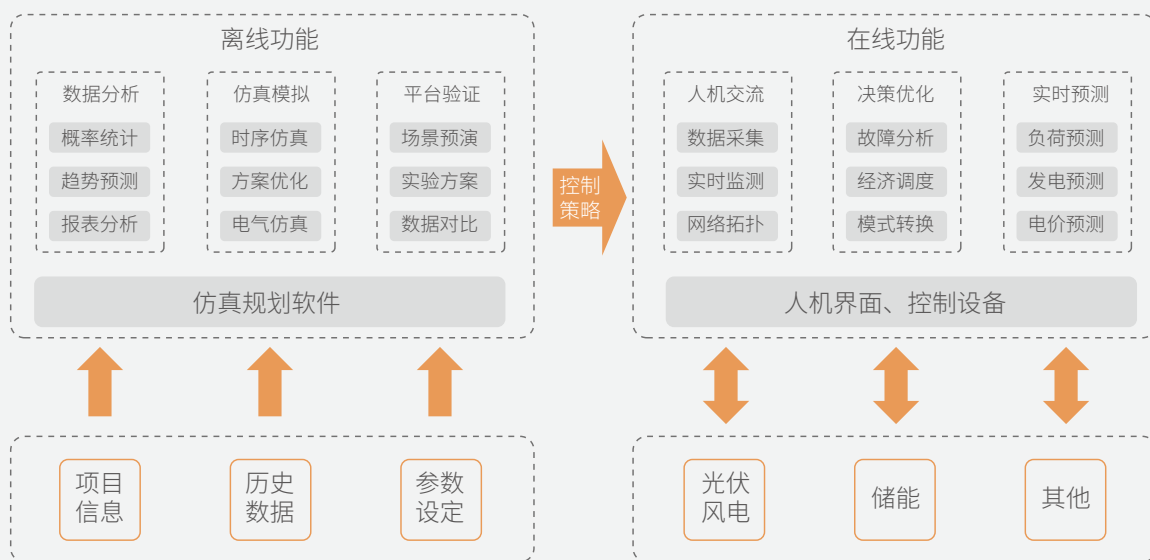 离线功能
数据分析
概率统计
趋势预测
报表分析
仿真模拟
时序仿真
方案优化
电气仿真
平台验证
场景预演
实验方案
数据对比
仿真规划软件
项目
信息
历史
数据
参数
设定
控制
策略
在线功能
人机交流
数据采集
实时监测
网络拓扑
决策优化
故障分析
经济调度
模式转换
实时预测
负荷预测
发电预测
电价预测
人机界面、控制设备
光伏
风电
储能
其他